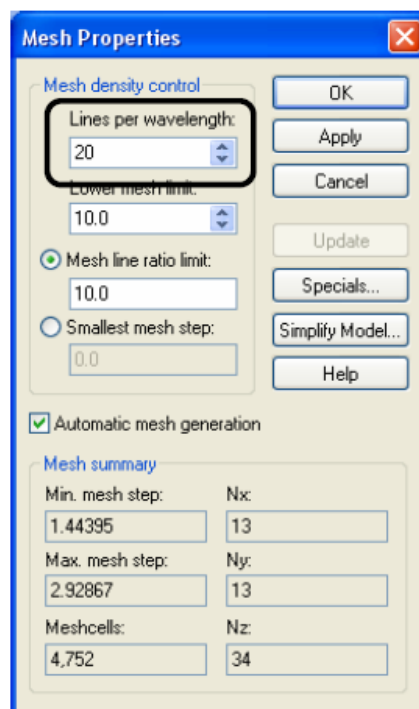 Mesh Properties
Mesh density control
Lines per wavelength:
20
Lower mesh limit:
10.0
Mesh line ratio limit:
10.0
Smallest mesh step:
0.0
OK
Apply
Cancel
Update
Specials...
Simplify Model...
Help
Automatic mesh generation
Mesh summary
Min. mesh step:
Nx:
1.44395
13
Max. mesh step:
Ny:
2.92867
13
Meshcells:
Nz:
4,752
34